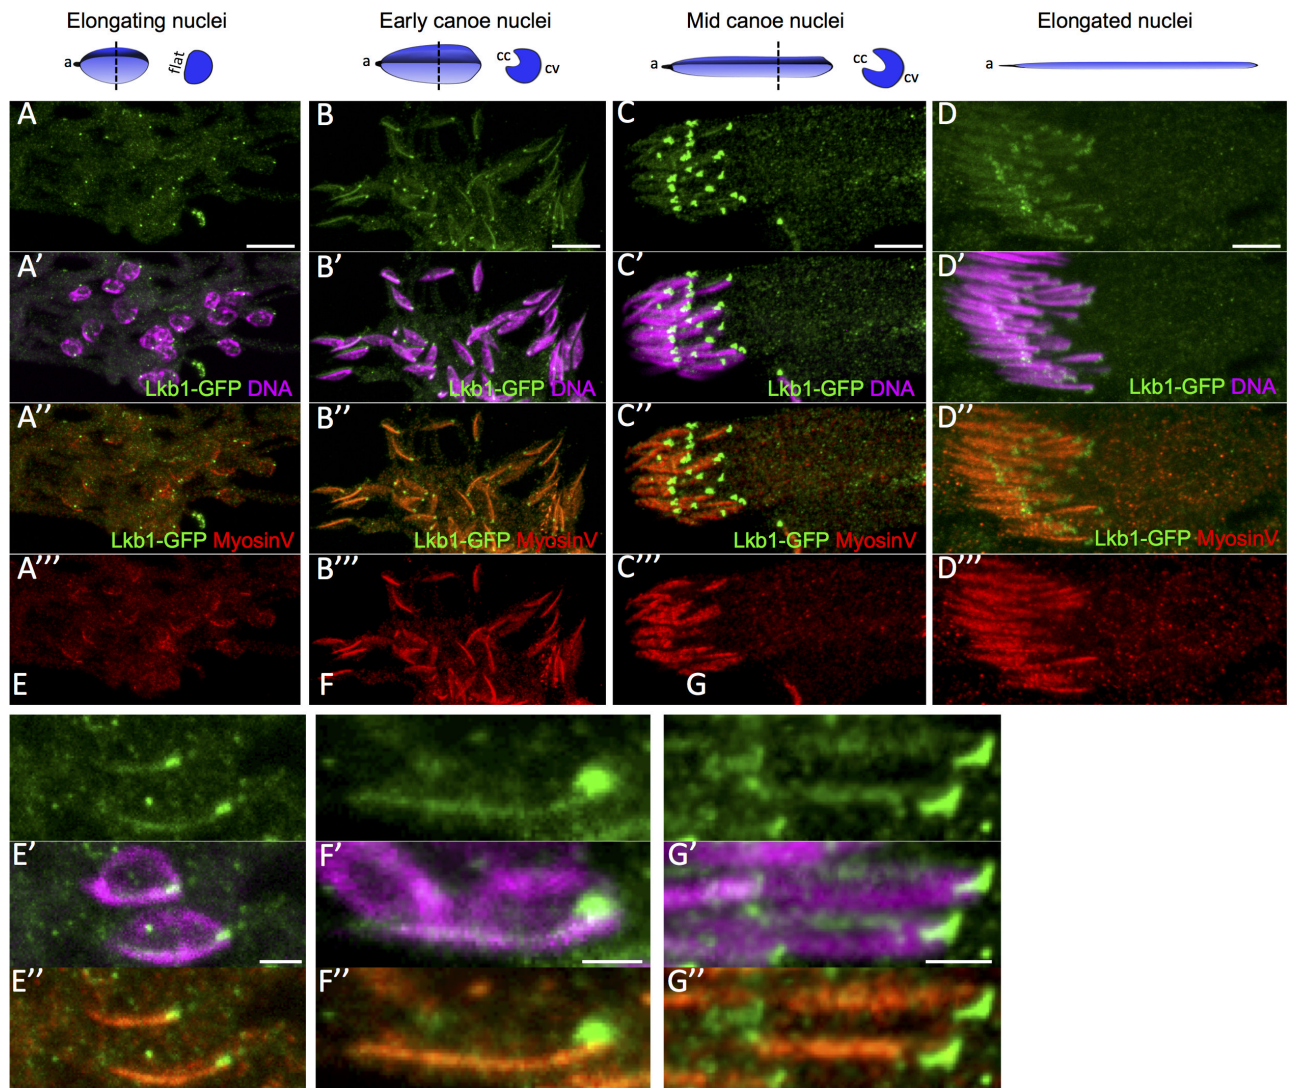 Elongating nuclei
Early canoe nuclei
Mid canoe nuclei
Elongated nuclei
a
flat
a
cc
cv
a
cc
cv
a
A
B
C
D
A’
B’
C’
D’
Lkb1-GFP DNA
Lkb1-GFP DNA
Lkb1-GFP DNA
Lkb1-GFP DNA
A’’
B’’
C’’
D’’
Lkb1-GFP MyosinV
Lkb1-GFP MyosinV
Lkb1-GFP MyosinV
Lkb1-GFP MyosinV
A’’’
B’’’
C’’’
D’’’
E
F
G
E’
F’
G’
E’’
F’’
G’’